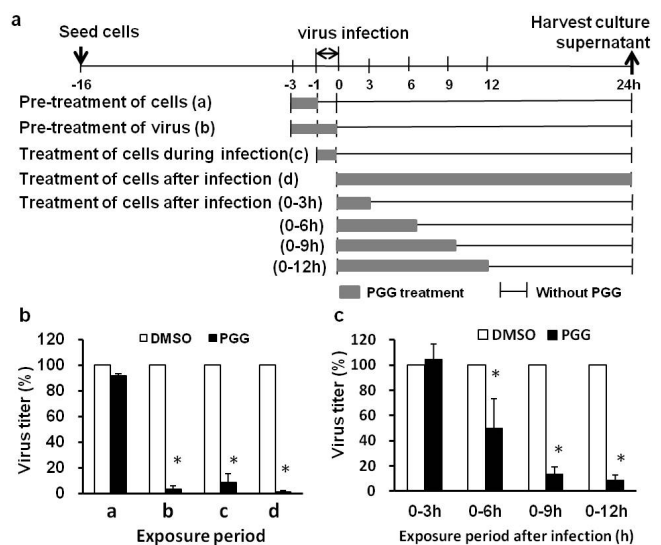 a
Seed cells
virus infection
Harvest culture
supernatant
-16 -3 -1 0 3 6 9 12 24h
Pre-treatment of cells (a)
Pre-treatment of virus (b)
Treatment of cells during infection(c)
Treatment of cells after infection (d)
Treatment of cells after infection (0-3h)
(0-6h)
(0-9h)
(0-12h)
PGG treatment Without PGG
b
DMSO PGG
Virus titer (%)
120
100
80
60
40
20
0
* * *
a b c d
Exposure period
c
DMSO PGG
Virus titer (%)
120
100
80
60
40
20
0
* * *
0-3h 0-6h 0-9h 0-12h
Exposure period after infection (h)